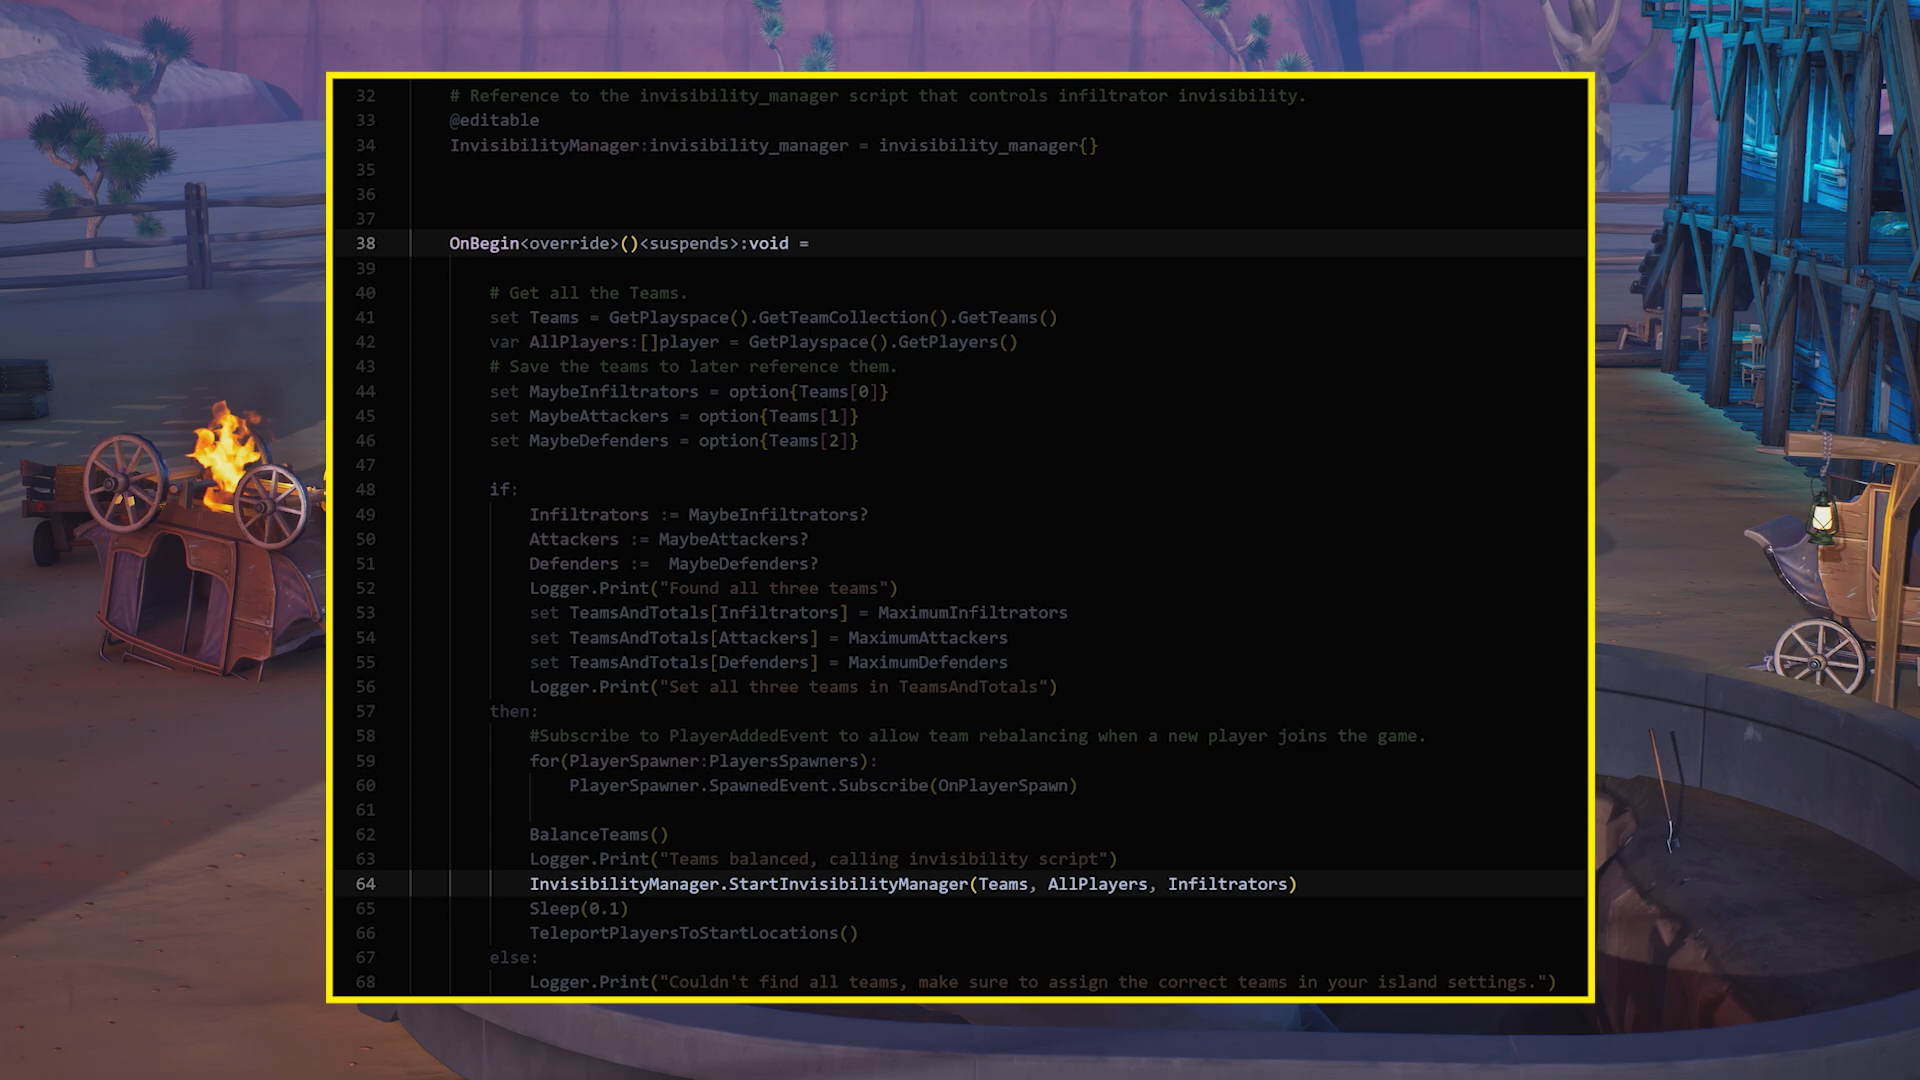 32 # Reference to the invisibility_manager script that controls infiltrator invisibility.
33 @editable
34 InvisibilityManager:invisibility_manager = invisibility_manager{}
35
36
37
38 OnBegin<override>()<suspends>:void =
39
40 # Get all the Teams.
41 set Teams = GetPlayspace().GetTeamCollection().GetTeams()
42 var AllPlayers:[]player = GetPlayspace().GetPlayers()
43 # Save the teams to later reference them.
44 set MaybeInfiltrators = option{Teams[0]}
45 set MaybeAttackers = option{Teams[1]}
46 set MaybeDefenders = option{Teams[2]}
47
48 if:
49 Infiltrators := MaybeInfiltrators?
50 Attackers := MaybeAttackers?
51 Defenders :=  MaybeDefenders?
52 Logger.Print("Found all three teams")
53 set TeamsAndTotals[Infiltrators] = MaximumInfiltrators
54 set TeamsAndTotals[Attackers] = MaximumAttackers
55 set TeamsAndTotals[Defenders] = MaximumDefenders
56 Logger.Print("Set all three teams in TeamsAndTotals")
57 then:
58 #Subscribe to PlayerAddedEvent to allow team rebalancing when a new player joins the game.
59 for(PlayerSpawner:PlayersSpawners):
60 PlayerSpawner.SpawnedEvent.Subscribe(OnPlayerSpawn)
61
62 BalanceTeams()
63 Logger.Print("Teams balanced, calling invisibility script")
64 InvisibilityManager.StartInvisibilityManager(Teams, AllPlayers, Infiltrators)
65 Sleep(0.1)
66 TeleportPlayersToStartLocations()
67 else:
68 Logger.Print("Couldn't find all teams, make sure to assign the correct teams in your island settings.")